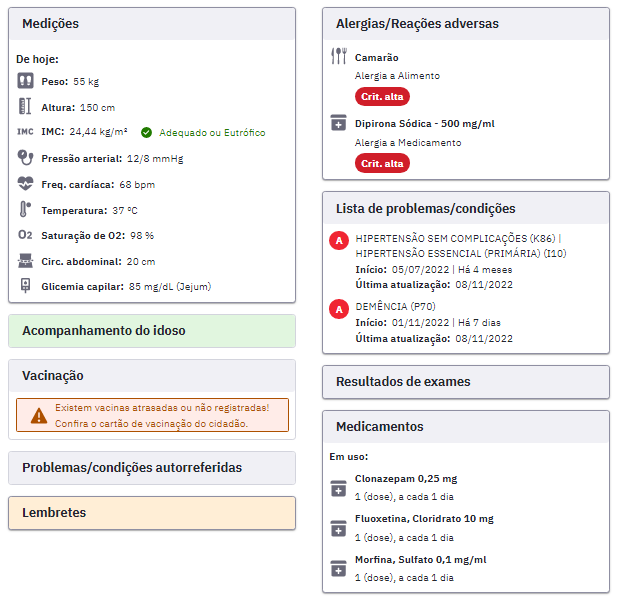 Medições
De hoje:
Peso: 55 kg
Altura: 150 cm
IMC IMC: 24,44 kg/m² Adequado ou Eutrófico
Pressão arterial: 12/8 mmHg
Freq. cardíaca: 68 bpm
Temperatura: 37 ºC
O2 Saturação de O2: 98 %
Circ. abdominal: 20 cm
Glicemia capilar: 85 mg/dL (Jejum)
Acompanhamento do idoso
Vacinação
Existem vacinas atrasadas ou não registradas!
Confira o cartão de vacinação do cidadão.
Problemas/condições autorreferidas
Lembretes
Alergias/Reações adversas
Camarão
Alergia a Alimento
Crit. alta
Dipirona Sódica - 500 mg/ml
Alergia a Medicamento
Crit. alta
Lista de problemas/condições
A HIPERTENSÃO SEM COMPLICAÇÕES (K86) |
HIPERTENSÃO ESSENCIAL (PRIMÁRIA) (I10)
Início: 05/07/2022 | Há 4 meses
Última atualização: 08/11/2022
A DEMÊNCIA (P70)
Início: 01/11/2022 | Há 7 dias
Última atualização: 08/11/2022
Resultados de exames
Medicamentos
Em uso:
Clonazepam 0,25 mg
1 (dose), a cada 1 dia
Fluoxetina, Cloridrato 10 mg
1 (dose), a cada 1 dia
Morfina, Sulfato 0,1 mg/ml
1 (dose), a cada 1 dia